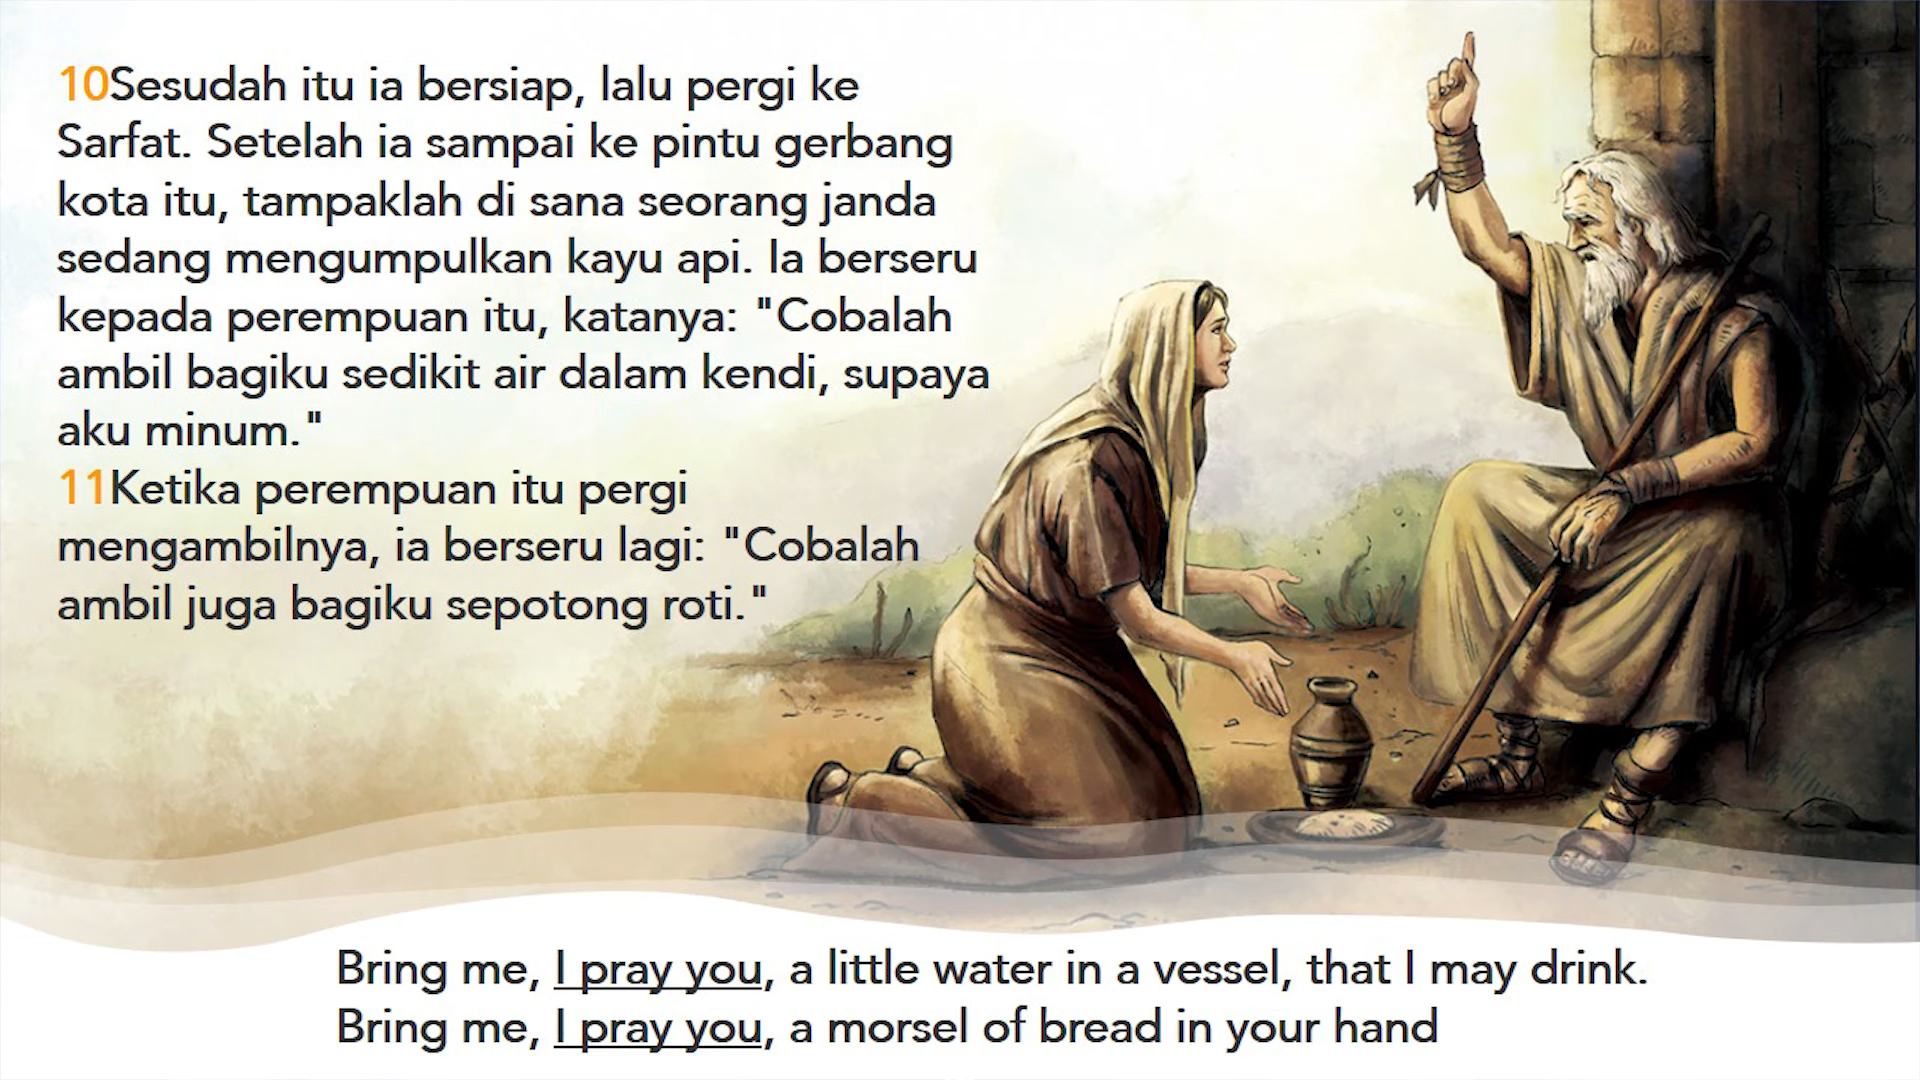 10Sesudah itu ia bersiap, lalu pergi ke
Sarfat. Setelah ia sampai ke pintu gerbang
kota itu, tampaklah di sana seorang janda
sedang mengumpulkan kayu api. Ia berseru
kepada perempuan itu, katanya: "Cobalah
ambil bagiku sedikit air dalam kendi, supaya
aku minum."
11Ketika perempuan itu pergi
mengambilnya, ia berseru lagi: "Cobalah
ambil juga bagiku sepotong roti."
Bring me, I pray you, a little water in a vessel, that I may drink.
Bring me, I pray you, a morsel of bread in your hand